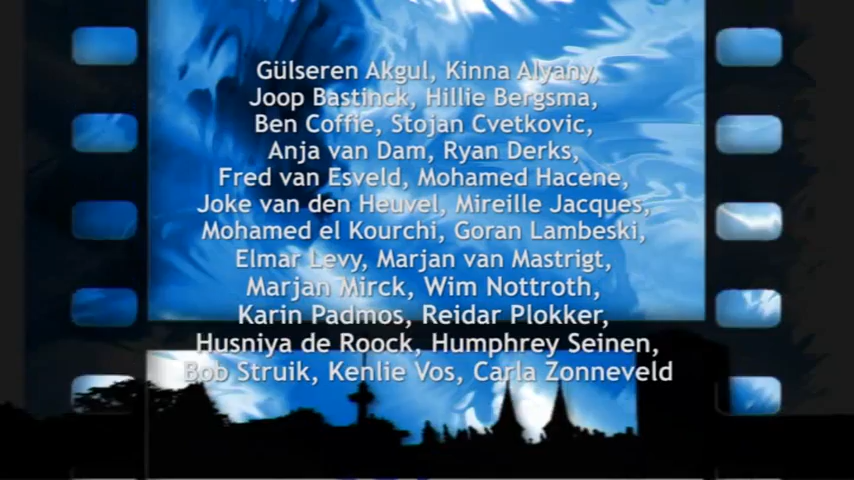 Gülseren Akgul, Kinna Alyany,
Joop Bastinck, Hillie Bergsma,
Ben Coffie, Stojan Cvetkovic,
Anja van Dam, Ryan Derks,
Fred van Esveld, Mohamed Hacene,
Joke van den Heuvel, Mireille Jacques,
Mohamed el Kourchi, Goran Lambeski,
Elmar Levy, Marjan van Mastrigt,
Marjan Mirck, Wim Nottroth,
Karin Padmos, Reidar Plokker,
Husniya de Roock, Humphrey Seinen,
Bob Struik, Kenlie Vos, Carla Zonneveld